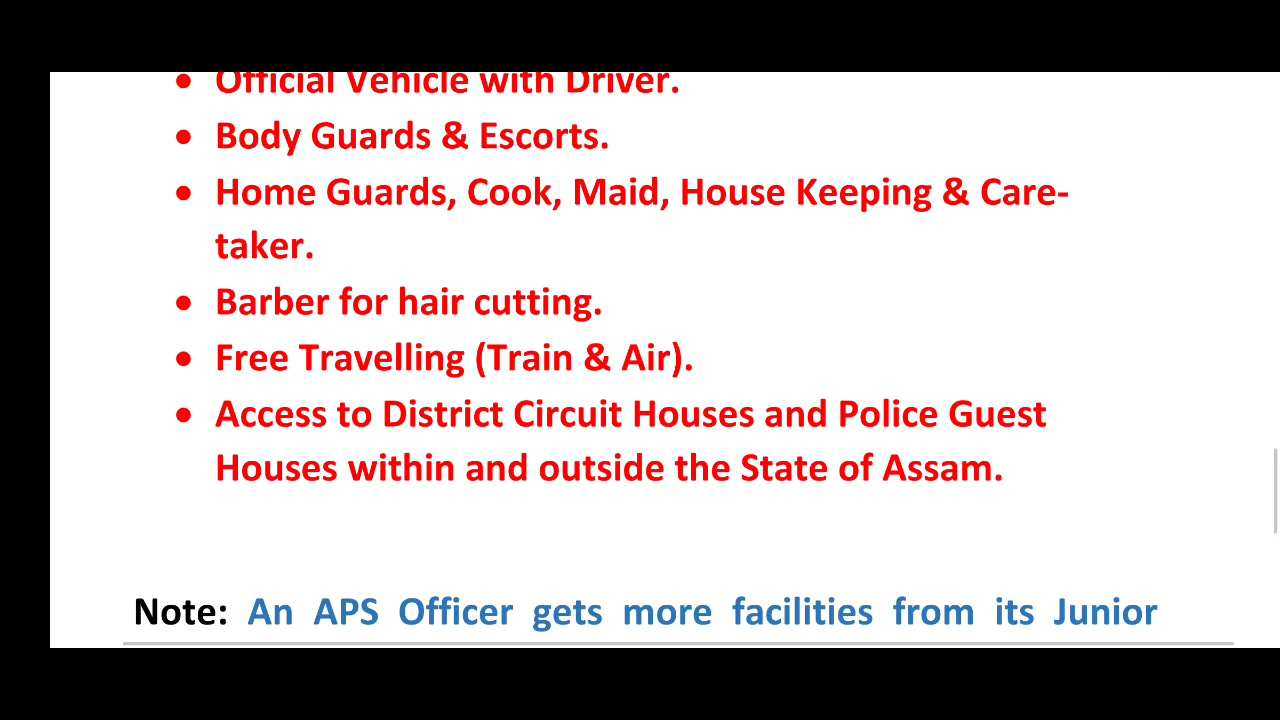 • Official Vehicle with Driver.
• Body Guards & Escorts.
• Home Guards, Cook, Maid, House Keeping & Care-
taker.
• Barber for hair cutting.
• Free Travelling (Train & Air).
• Access to District Circuit Houses and Police Guest
Houses within and outside the State of Assam.
Note: An APS Officer gets more facilities from its Junior